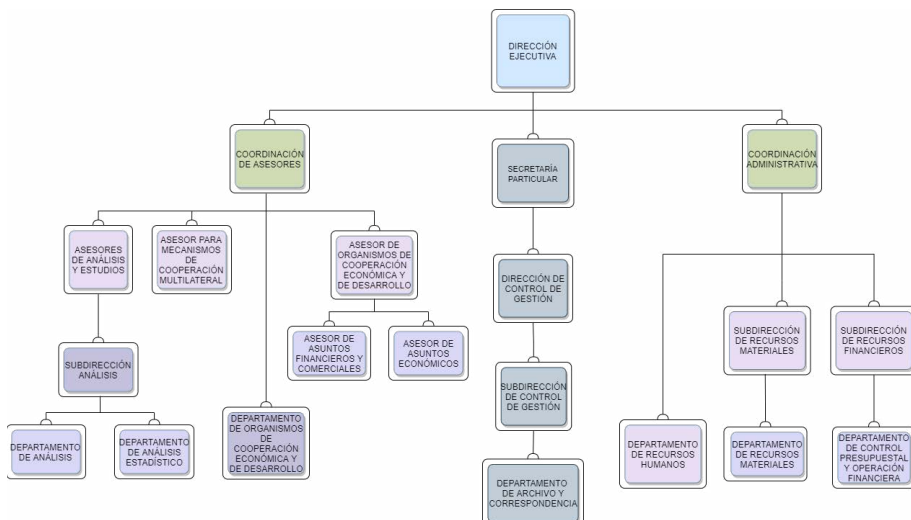 DIRECCIÓN
EJECUTIVA
COORDINACIÓN
DE ASESORES
SECRETARÍA
PARTICULAR
COORDINACIÓN
ADMINISTRATIVA
ASESORES
DE ANÁLISIS
Y ESTUDIOS
ASESOR PARA
MECANISMOS
DE
COOPERACIÓN
MULTILATERAL
ASESOR DE
ORGANISMOS DE
COOPERACIÓN
ECONÓMICA Y
DE DESARROLLO
DIRECCIÓN DE
CONTROL DE
GESTIÓN
SUBDIRECCIÓN
DE RECURSOS
MATERIALES
SUBDIRECCIÓN
DE RECURSOS
FINANCIEROS
SUBDIRECCIÓN
ANÁLISIS
ASESOR DE
ASUNTOS
FINANCIEROS Y
COMERCIALES
ASESOR DE
ASUNTOS
ECONÓMICOS
SUBDIRECCIÓN
DE CONTROL
DE GESTIÓN
DEPARTAMENTO
DE ANÁLISIS
DEPARTAMENTO
DE ANÁLISIS
ESTADÍSTICO
DEPARTAMENTO
DE ORGANISMOS
DE
COOPERACIÓN
ECONÓMICA Y
DE DESARROLLO
DEPARTAMENTO
DE RECURSOS
HUMANOS
DEPARTAMENTO
DE RECURSOS
MATERIALES
DEPARTAMENTO
DE CONTROL
PRESUPUESTAL
Y OPERACIÓN
FINANCIERA
DEPARTAMENTO
DE ARCHIVO Y
CORRESPONDENCIA